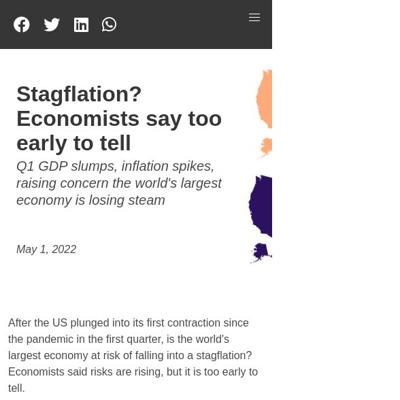 Stagflation?
Economists say too
early to tell
Q1 GDP slumps, inflation spikes,
raising concern the world's largest
economy is losing steam
May 1, 2022
After the US plunged into its first contraction since
the pandemic in the first quarter, is the world's
largest economy at risk of falling into a stagflation?
Economists said risks are rising, but it is too early to
tell.